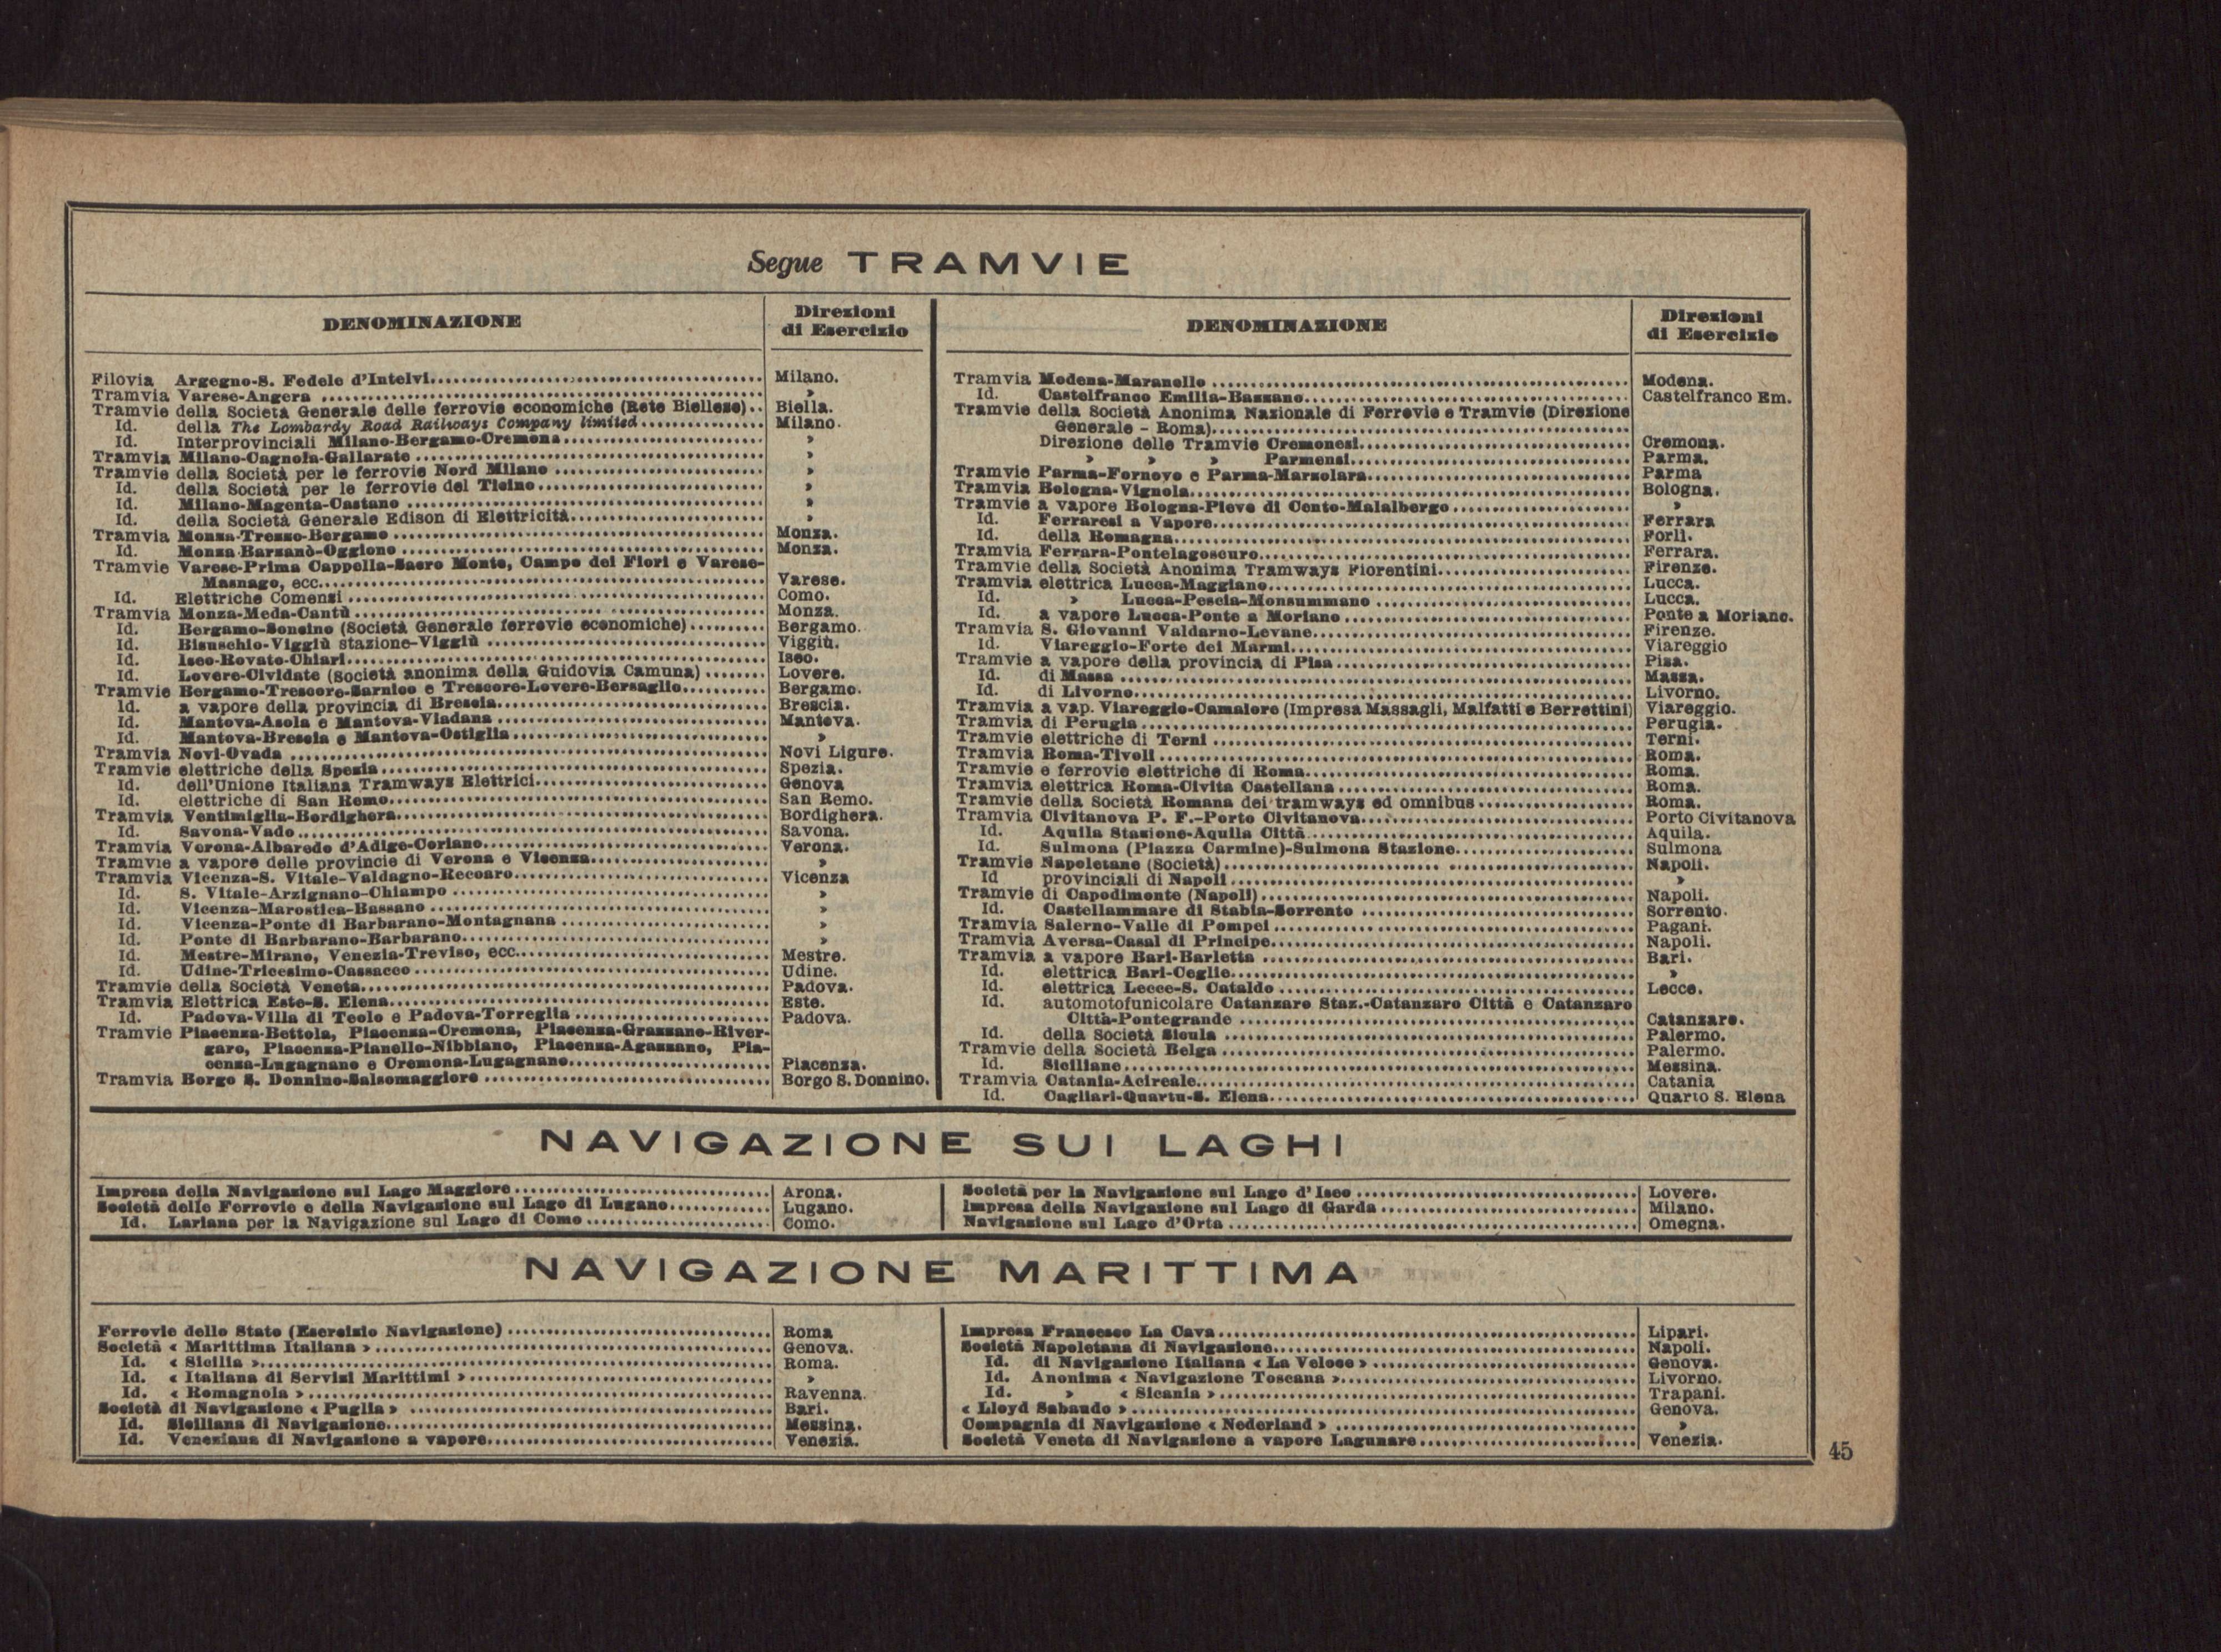 Segue TRAMVIE
DENOMINAZIONE
Direzioni
di Esercizio
Filovia Argegno-S. Fedele d'Intelvi Milano.
Tramvia Varese-Angera »
Tramvie della Società Generale delle ferrovie economiche (Rete Biellese) Biella.
Id. della The Lombardy Road Railways Company limited Milano.
Id. Interprovinciali Milano-Bergamo-Cremona »
Tramvia Milano-Cagnola-Gallarate »
Tramvie della Società per le ferrovie Nord Milano »
Id. della Società per le ferrovie del Ticino »
Id. Milano-Magenta-Castano »
Id. della Società Generale Edison di Elettricità »
Tramvia Monza-Trezzo-Bergamo Monza.
Id. Monza-Barzanò-Oggiono Monza.
Tramvie Varese-Prima Cappella-Sacro Monte, Campo dei Fiori e Varese-
Masnago, ecc. Varese.
Id. Elettriche Comensi Como.
Tramvia Monza-Meda-Cantù Monza.
Id. Bergamo-Soncino (Società Generale ferrovie economiche) Bergamo.
Id. Bisuschio-Viggiù stazione-Viggiù Viggiù.
Id. Iseo-Rovato-Chiari Iseo.
Id. Lovere-Cividate (Società anonima della Guidovia Camuna) Lovere.
Tramvie Bergamo-Trescore-Sarnico e Trescore-Lovere-Bersaglio Bergamo.
Id. a vapore della provincia di Brescia Brescia.
Id. Mantova-Asola e Mantova-Viadana Mantova.
Id. Mantova-Brescia e Mantova-Ostiglia »
Tramvia Novi-Ovada Novi Ligure.
Tramvie elettriche della Spezia Spezia.
Id. dell'Unione Italiana Tramways Elettrici Genova
Id. elettriche di San Remo San Remo.
Tramvia Ventimiglia-Bordighera Bordighera.
Id. Savona-Vado Savona.
Tramvia Verona-Albaredo d'Adige-Coriano Verona.
Tramvie a vapore delle provincie di Verona e Vicenza »
Tramvia Vicenza-S. Vitale-Valdagno-Recoaro Vicenza
Id. S. Vitale-Arzignano-Chiampo »
Id. Vicenza-Marostica-Bassano »
Id. Vicenza-Ponte di Barbarano-Montagnana »
Id. Ponte di Barbarano-Barbarano »
Id. Mestre-Mirano, Venezia-Treviso, ecc. Mestre.
Id. Udine-Tricesimo-Cassacco Udine.
Tramvie della Società Veneta Padova.
Tramvia Elettrica Este-S. Elena Este.
Id. Padova-Villa di Teolo e Padova-Torreglia Padova.
Tramvie Piacenza-Bettola, Piacenza-Cremona, Piacenza-Grazzano-River-
garo, Piacenza-Pianello-Nibbiano, Piacenza-Agazzano, Pia-
cenza-Lugagnano e Cremona-Lugagnano Piacenza.
Tramvia Borgo S. Donnino-Salsomaggiore Borgo S. Donnino.
DENOMINAZIONE
Direzioni
di Esercizio
Tramvia Modena-Maranello Modena.
Id. Castelfranco Emilia-Bazzano Castelfranco Em.
Tramvie della Società Anonima Nazionale di Ferrovie e Tramvie (Direzione
Generale - Roma)
Direzione delle Tramvie Cremonesi Cremona.
» » » Parmensi Parma.
Tramvie Parma-Fornovo e Parma-Marzolara Parma
Tramvia Bologna-Vignola Bologna.
Tramvie a vapore Bologna-Pieve di Cento-Malalbergo »
Id. Ferraresi a Vapore Ferrara
Id. della Romagna Forlì.
Tramvia Ferrara-Pontelagoscuro Ferrara.
Tramvie della Società Anonima Tramways Fiorentini Firenze.
Tramvia elettrica Lucca-Maggiano Lucca.
Id. » Lucca-Pescia-Monsummano Lucca.
Id. a vapore Lucca-Ponte a Moriano Ponte a Moriano.
Tramvia S. Giovanni Valdarno-Levane Firenze.
Id. Viareggio-Forte dei Marmi Viareggio
Tramvie a vapore della provincia di Pisa Pisa.
Id. di Massa Massa.
Id. di Livorno Livorno.
Tramvia a vap. Viareggio-Camaiore (Impresa Massagli, Malfatti e Berrettini) Viareggio.
Tramvia di Perugia Perugia.
Tramvie elettriche di Terni Terni.
Tramvia Roma-Tivoli Roma.
Tramvie e ferrovie elettriche di Roma Roma.
Tramvia elettrica Roma-Civita Castellana Roma.
Tramvie della Società Romana dei tramways ed omnibus Roma.
Tramvia Civitanova P. F.-Porto Civitanova Porto Civitanova
Id. Aquila Stazione-Aquila Città Aquila.
Id. Sulmona (Piazza Carmine)-Sulmona Stazione Sulmona
Tramvie Napoletane (Società) Napoli.
Id provinciali di Napoli »
Tramvie di Capodimonte (Napoli) Napoli.
Id. Castellammare di Stabia-Sorrento Sorrento.
Tramvia Salerno-Valle di Pompei Pagani.
Tramvia Aversa-Casal di Principe Napoli.
Tramvia a vapore Bari-Barletta Bari.
Id. elettrica Bari-Ceglie »
Id. elettrica Lecce-S. Cataldo Lecce.
Id. automotofunicolare Catanzaro Staz.-Catanzaro Città e Catanzaro
Città-Pontegrande Catanzaro.
Id. della Società Sicula Palermo.
Tramvie della Società Belga Palermo.
Id. Siciliane Messina.
Tramvia Catania-Acireale Catania
Id. Cagliari-Quartu-S. Elena Quarto S. Elena
NAVIGAZIONE SUI LAGHI
Impresa della Navigazione sul Lago Maggiore Arona.
Società delle Ferrovie e della Navigazione sul Lago di Lugano Lugano.
Id. Lariana per la Navigazione sul Lago di Como Como.
Società per la Navigazione sul Lago d'Iseo Lovere.
Impresa della Navigazione sul Lago di Garda Milano.
Navigazione sul Lago d'Orta Omegna.
NAVIGAZIONE MARITTIMA
Ferrovie dello Stato (Esercizio Navigazione) Roma
Società « Marittima Italiana » Genova.
Id. « Sicilia » Roma.
Id. « Italiana di Servizi Marittimi » »
Id. « Romagnola » Ravenna.
Società di Navigazione « Puglia » Bari.
Id. Siciliana di Navigazione Messina.
Id. Veneziana di Navigazione a vapore Venezia.
Impresa Francesco La Cava Lipari.
Società Napoletana di Navigazione Napoli.
Id. di Navigazione Italiana « La Veloce » Genova.
Id. Anonima « Navigazione Toscana » Livorno.
Id. » « Sicania » Trapani.
« Lloyd Sabaudo » Genova.
Compagnia di Navigazione « Nederland » »
Società Veneta di Navigazione a vapore Lagunare Venezia.
45